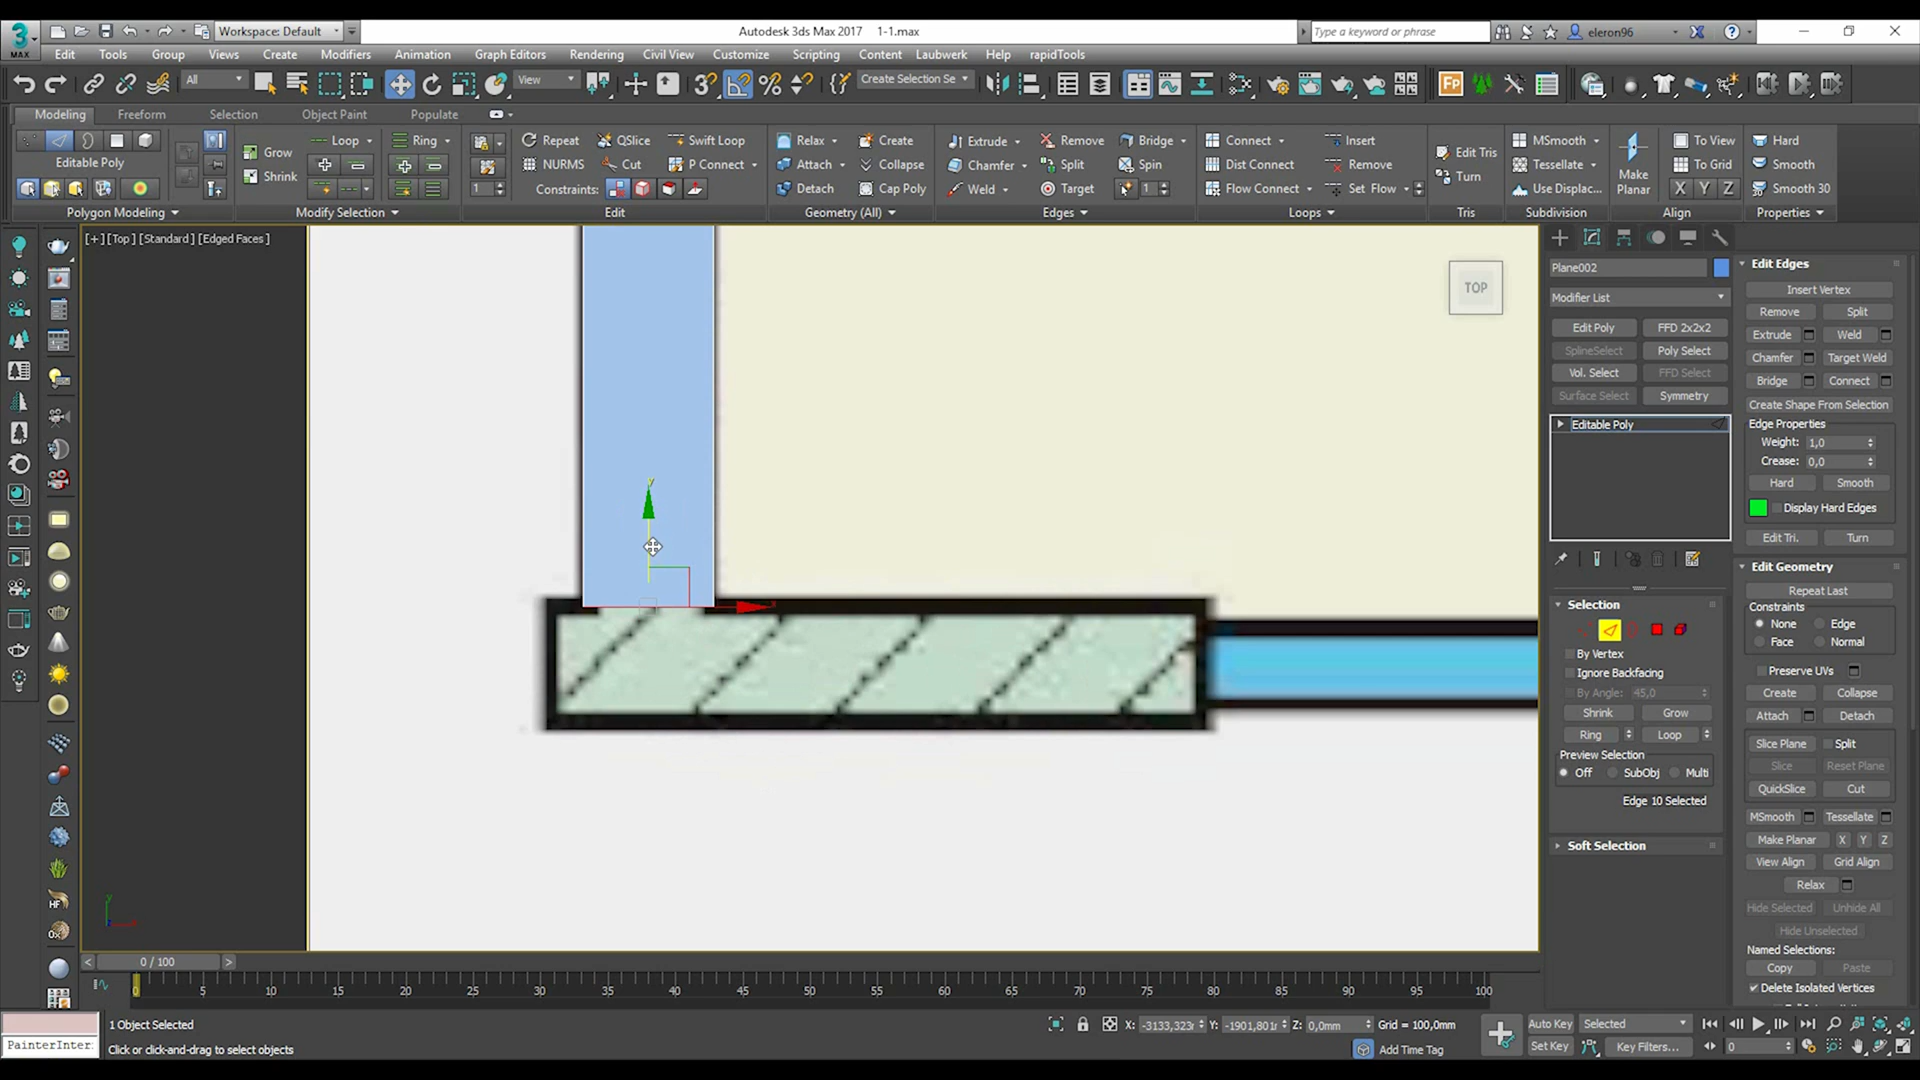 3
MAX
Workspace: Default
Autodesk 3ds Max 2017    1-1.max
Type a keyword or phrase
eleron96
Edit Tools Group Views Create Modifiers Animation Graph Editors Rendering Civil View Customize Scripting Content Laubwerk Help rapidTools
All
View
Create Selection Se
Fp
Modeling Freeform Selection Object Paint Populate
Loop Ring Repeat QSlice Swift Loop Relax Create Extrude Remove Bridge Connect Insert MSmooth To View Hard
Edit Tris
Editable Poly Grow NURMS Cut P Connect Attach Collapse Chamfer Split Spin Dist Connect Remove Tessellate Make Planar To Grid Smooth
Shrink Turn
1 Constraints: Detach Cap Poly Weld Target 1 Flow Connect Set Flow Use Displac... X Y Z Smooth 30
Polygon Modeling Modify Selection Edit Geometry (All) Edges Loops Tris Subdivision Align Properties
[+] [Top] [Standard] [Edged Faces]
TOP
y
Plane002
Modifier List
Edit Poly FFD 2x2x2
SplineSelect Poly Select
Vol. Select FFD Select
Surface Select Symmetry
Editable Poly
Selection
By Vertex
Ignore Backfacing
By Angle: 45,0
Shrink Grow
Ring Loop
Preview Selection
Off SubObj Multi
Edge 10 Selected
Soft Selection
Edit Edges
Insert Vertex
Remove Split
Extrude Weld
Chamfer Target Weld
Bridge Connect
Create Shape From Selection
Edge Properties
Weight: 1,0
Crease: 0,0
Hard Smooth
Display Hard Edges
Edit Tri. Turn
Edit Geometry
Repeat Last
Constraints
None Edge
Face Normal
Preserve UVs
Create Collapse
Attach Detach
Slice Plane Split
Slice Reset Plane
QuickSlice Cut
MSmooth Tessellate
Make Planar X Y Z
View Align Grid Align
Relax
Hide Selected Unhide All
Hide Unselected
Named Selections:
Copy Paste
Delete Isolated Vertices
HF
< 0 / 100 >
0 5 10 15 20 25 30 35 40 45 50 55 60 65 70 75 80 85 90 95 100
1 Object Selected
X: -3133,323 Y: -1901,801 Z: 0,0mm Grid = 100,0mm
Auto Key Selected
PainterInter
Click or click-and-drag to select objects
Add Time Tag
Set Key Key Filters... 0